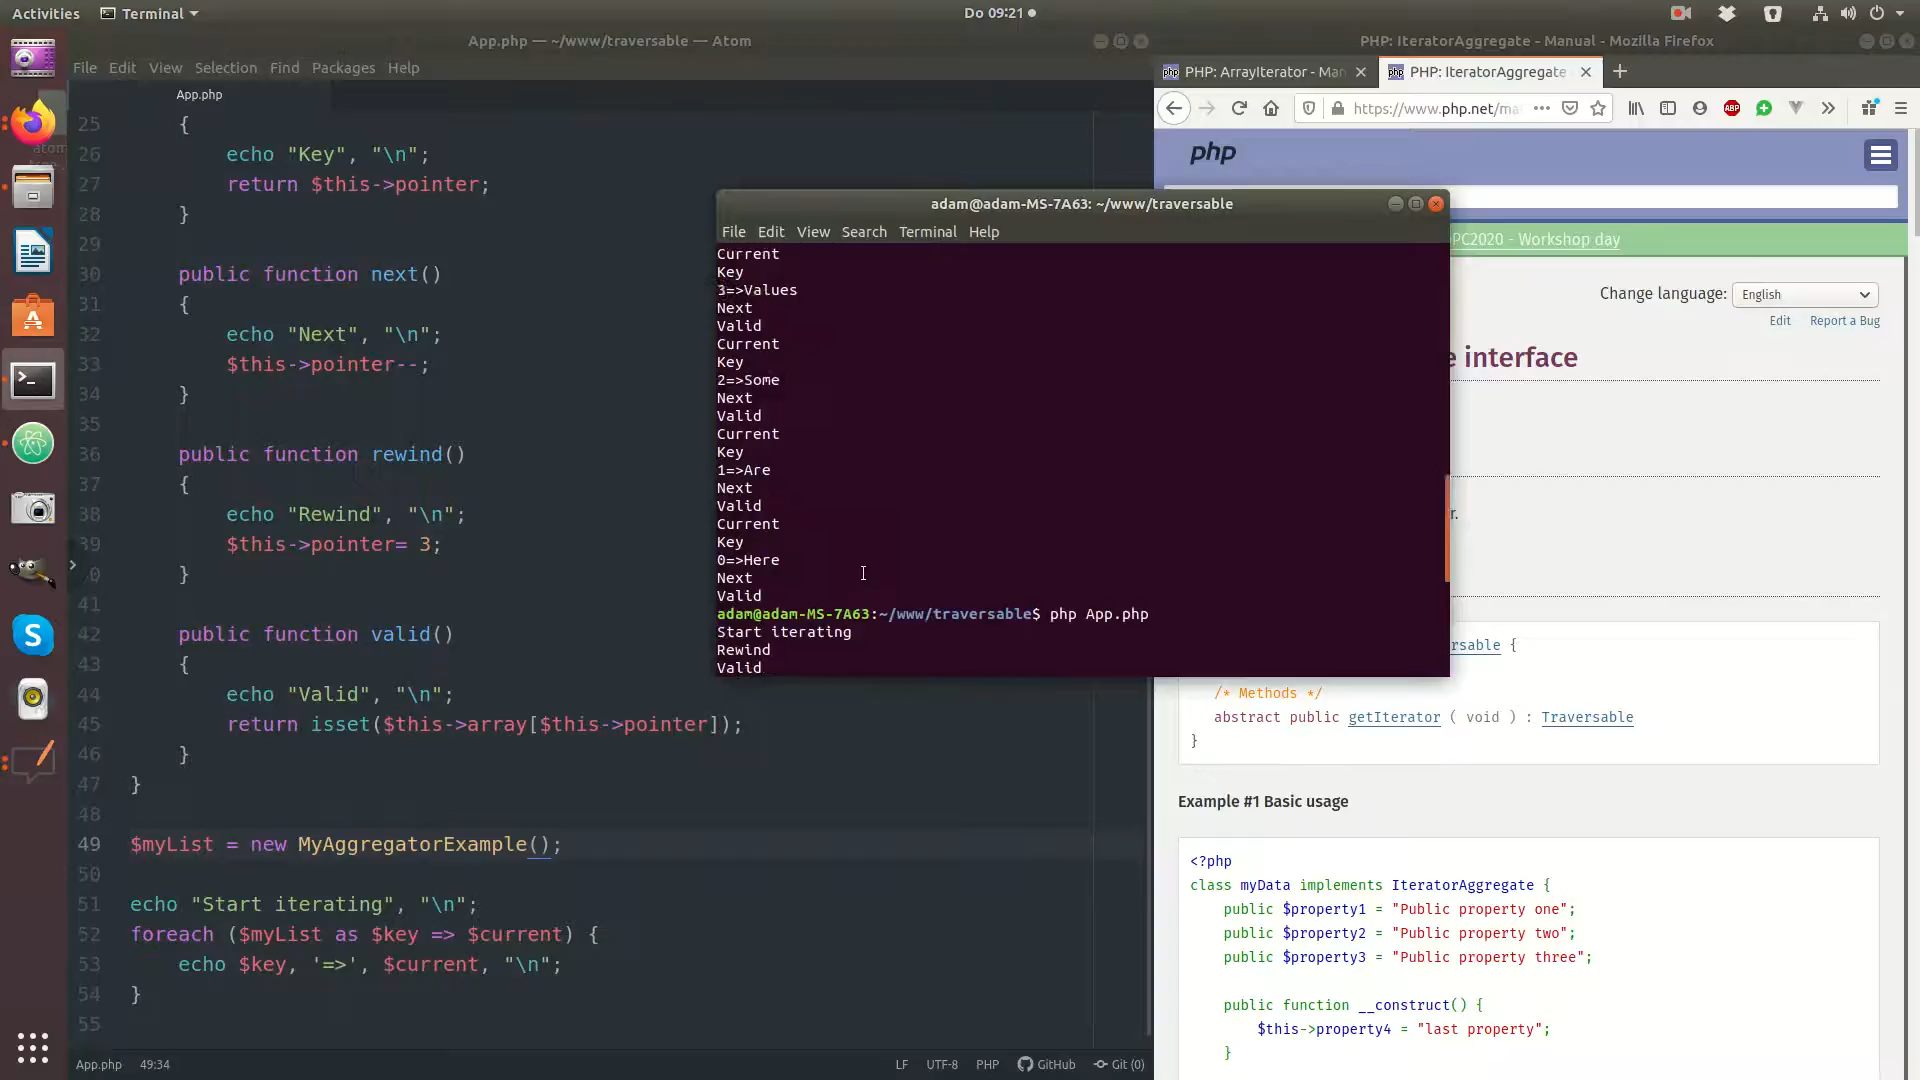 Activities
Terminal
Do 09:21
App.php — ~/www/traversable — Atom
File Edit View Selection Find Packages Help
App.php
25 {
26 echo "Key", "\n";
27 return $this->pointer;
28 }
29
30 public function next()
31 {
32 echo "Next", "\n";
33 $this->pointer--;
34 }
35
36 public function rewind()
37 {
38 echo "Rewind", "\n";
39 $this->pointer= 3;
}
41
42 public function valid()
43 {
44 echo "Valid", "\n";
45 return isset($this->array[$this->pointer]);
46 }
47 }
48
49 $myList = new MyAggregatorExample();
50
51 echo "Start iterating", "\n";
52 foreach ($myList as $key => $current) {
53 echo $key, '=>', $current, "\n";
54 }
55
App.php 49:34
LF UTF-8 PHP GitHub Git (0)
adam@adam-MS-7A63: ~/www/traversable
File Edit View Search Terminal Help
Current
Key
3=>Values
Next
Valid
Current
Key
2=>Some
Next
Valid
Current
Key
1=>Are
Next
Valid
Current
Key
0=>Here
Next
Valid
adam@adam-MS-7A63:~/www/traversable$ php App.php
Start iterating
Rewind
Valid
PHP: IteratorAggregate - Manual - Mozilla Firefox
php PHP: ArrayIterator - Man
php PHP: IteratorAggregate
https://www.php.net/ma
ABP
php
PC2020 - Workshop day
Change language: English
Edit Report a Bug
e interface
r.
rsable {
/* Methods */
abstract public getIterator ( void ) : Traversable
}
Example #1 Basic usage
<?php
class myData implements IteratorAggregate {
public $property1 = "Public property one";
public $property2 = "Public property two";
public $property3 = "Public property three";
public function __construct() {
$this->property4 = "last property";
}